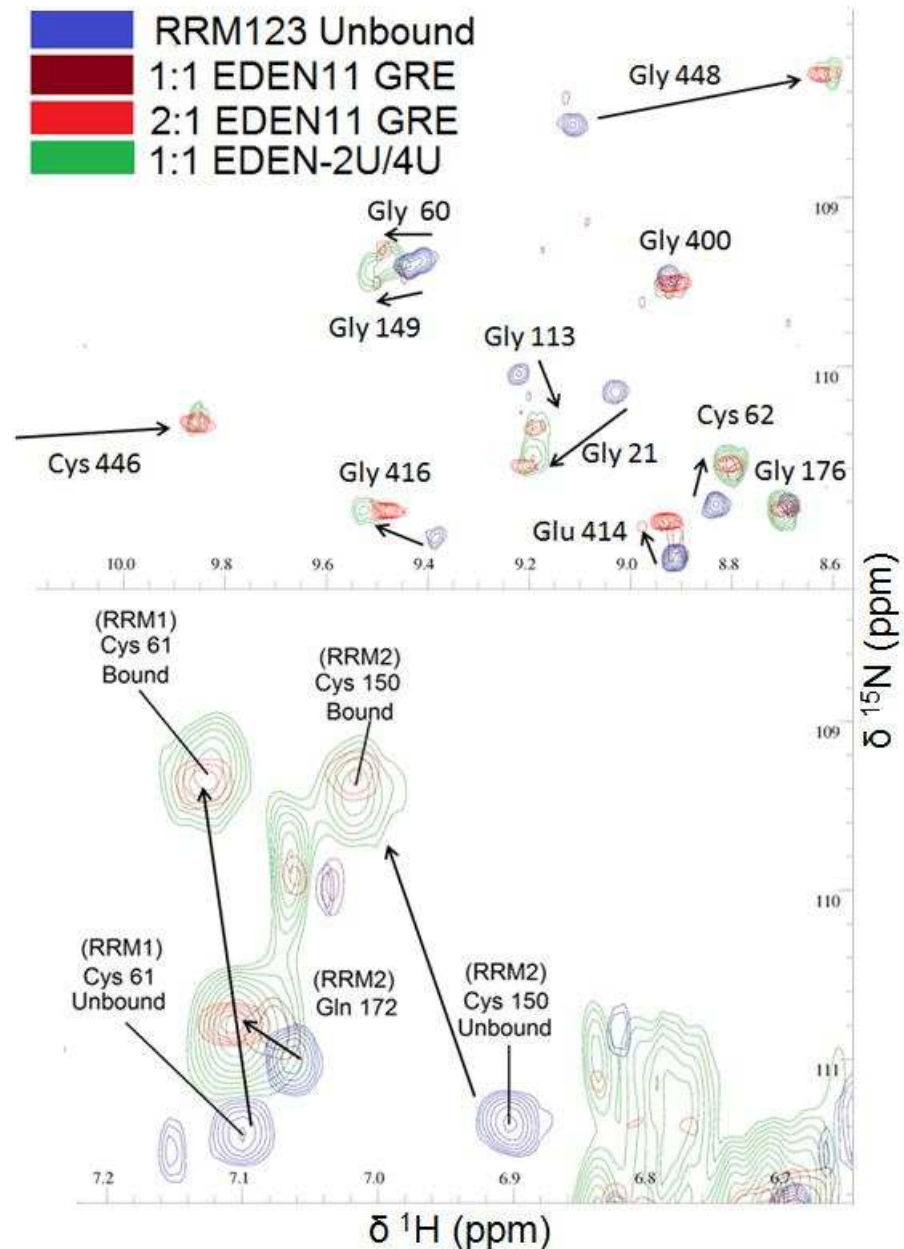 RRM123 Unbound
1:1 EDEN11 GRE
2:1 EDEN11 GRE
1:1 EDEN-2U/4U
Gly 448
109
Gly 60
Gly 400
Gly 149
Gly 113
110
Cys 62
Cys 446
Gly 21
Gly 416
Gly 176
Glu 414
10.0
9.8
9.6
9.4
9.2
9.0
8.8
8.6
(RRM1)
Cys 61
Bound
(RRM2)
Cys 150
Bound
109
110
(RRM1)
Cys 61
Unbound
(RRM2)
Gln 172
(RRM2)
Cys 150
Unbound
111
7.2
7.1
7.0
6.9
6.8
6.7
δ ¹H (ppm)
δ ¹⁵N (ppm)